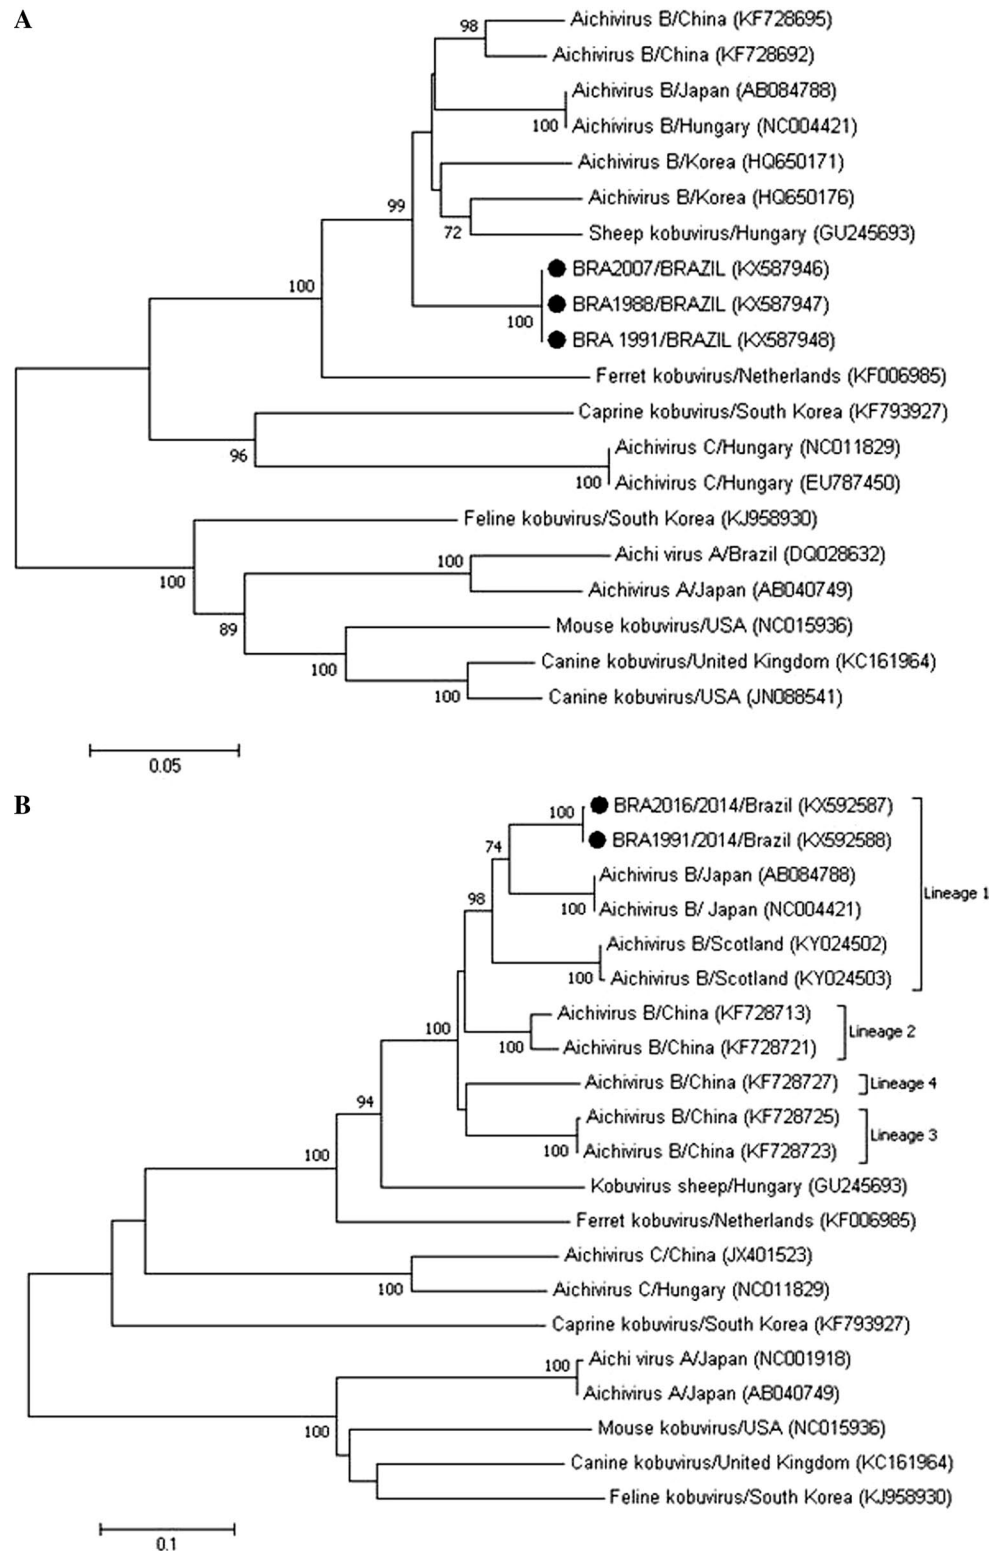 A
98
Aichivirus B/China (KF728695)
Aichivirus B/China (KF728692)
Aichivirus B/Japan (AB084788)
100
Aichivirus B/Hungary (NC004421)
Aichivirus B/Korea (HQ650171)
99
Aichivirus B/Korea (HQ650176)
72
Sheep kobuvirus/Hungary (GU245693)
BRA2007/BRAZIL (KX587946)
100
BRA1988/BRAZIL (KX587947)
100
BRA 1991/BRAZIL (KX587948)
Ferret kobuvirus/Netherlands (KF006985)
Caprine kobuvirus/South Korea (KF793927)
96
Aichivirus C/Hungary (NC011829)
100
Aichivirus C/Hungary (EU787450)
Feline kobuvirus/South Korea (KJ958930)
100
100
Aichi virus A/Brazil (DQ028632)
Aichivirus A/Japan (AB040749)
89
Mouse kobuvirus/USA (NC015936)
100
Canine kobuvirus/United Kingdom (KC161964)
100
Canine kobuvirus/USA (JN088541)
0.05
B
100
BRA2016/2014/Brazil (KX592587)
BRA1991/2014/Brazil (KX592588)
74
Aichivirus B/Japan (AB084788)
Lineage 1
98
100
Aichivirus B/ Japan (NC004421)
Aichivirus B/Scotland (KY024502)
100
Aichivirus B/Scotland (KY024503)
Aichivirus B/China (KF728713)
100
Lineage 2
100
Aichivirus B/China (KF728721)
Aichivirus B/China (KF728727)
Lineage 4
94
Aichivirus B/China (KF728725)
Lineage 3
100
Aichivirus B/China (KF728723)
100
Kobuvirus sheep/Hungary (GU245693)
Ferret kobuvirus/Netherlands (KF006985)
Aichivirus C/China (JX401523)
100
Aichivirus C/Hungary (NC011829)
Caprine kobuvirus/South Korea (KF793927)
100
Aichi virus A/Japan (NC001918)
Aichivirus A/Japan (AB040749)
100
Mouse kobuvirus/USA (NC015936)
Canine kobuvirus/United Kingdom (KC161964)
Feline kobuvirus/South Korea (KJ958930)
0.1